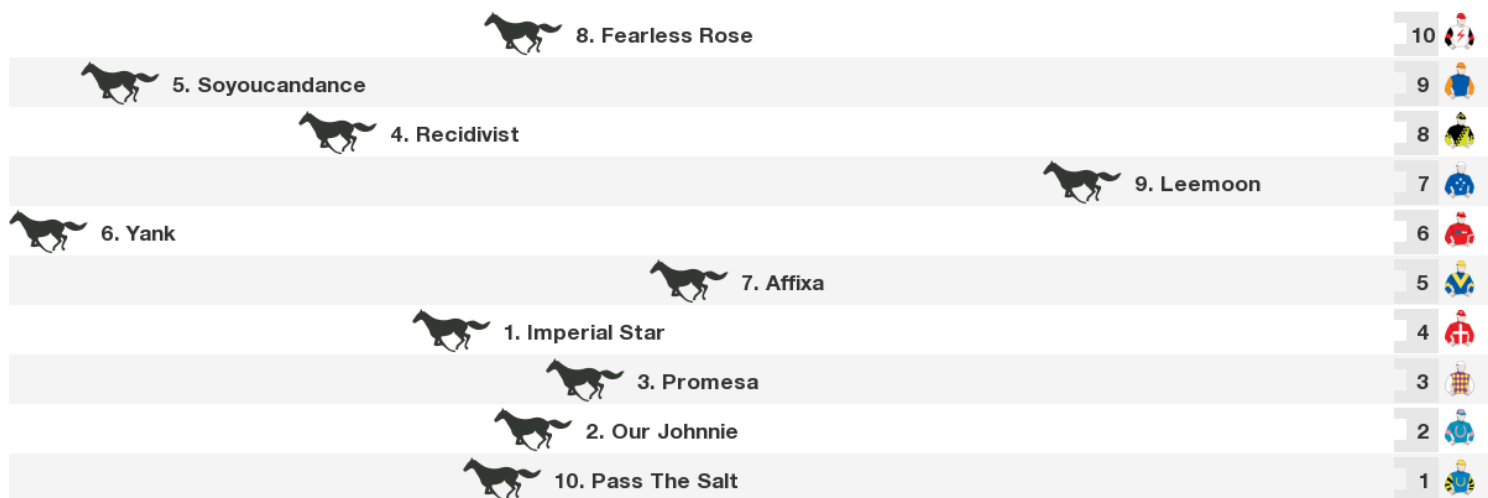 8. Fearless Rose 10
5. Soyoucandance 9
4. Recidivist 8
9. Leemoon 7
6. Yank 6
7. Affixa 5
1. Imperial Star 4
3. Promesa 3
2. Our Johnnie 2
10. Pass The Salt 1